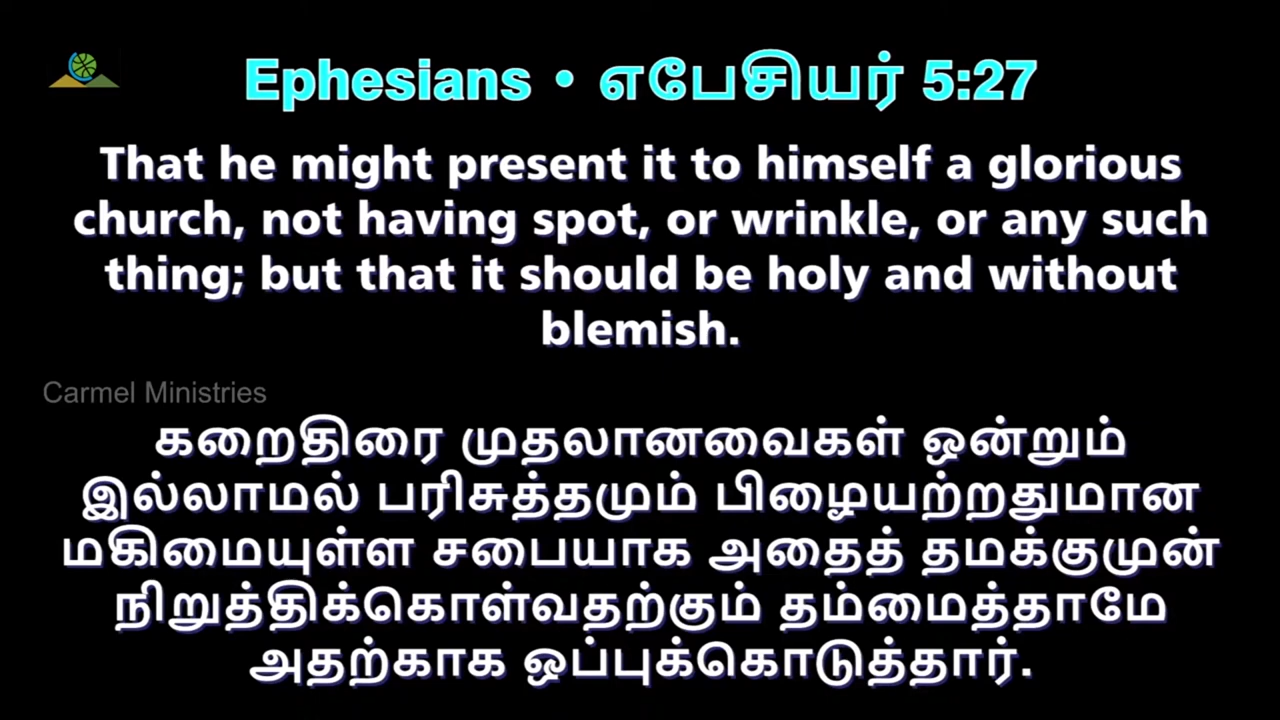 Ephesians • எபேசியர் 5:27
That he might present it to himself a glorious
church, not having spot, or wrinkle, or any such
thing; but that it should be holy and without
blemish.
Carmel Ministries
கறைதிரை முதலானவைகள் ஒன்றும்
இல்லாமல் பரிசுத்தமும் பிழையற்றதுமான
மகிமையுள்ள சபையாக அதைத் தமக்குமுன்
நிறுத்திக்கொள்வதற்கும் தம்மைத்தாமே
அதற்காக ஒப்புக்கொடுத்தார்.